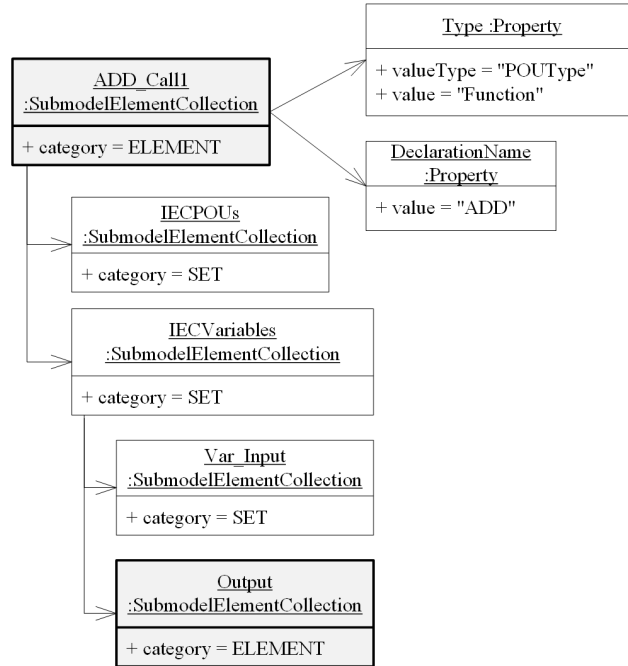 Type :Property
+ valueType = "POUType"
+ value = "Function"
ADD_Call1
:SubmodelElementCollection
+ category = ELEMENT
DeclarationName
:Property
+ value = "ADD"
IECPOUs
:SubmodelElementCollection
+ category = SET
IECVariables
:SubmodelElementCollection
+ category = SET
Var_Input
:SubmodelElementCollection
+ category = SET
Output
:SubmodelElementCollection
+ category = ELEMENT